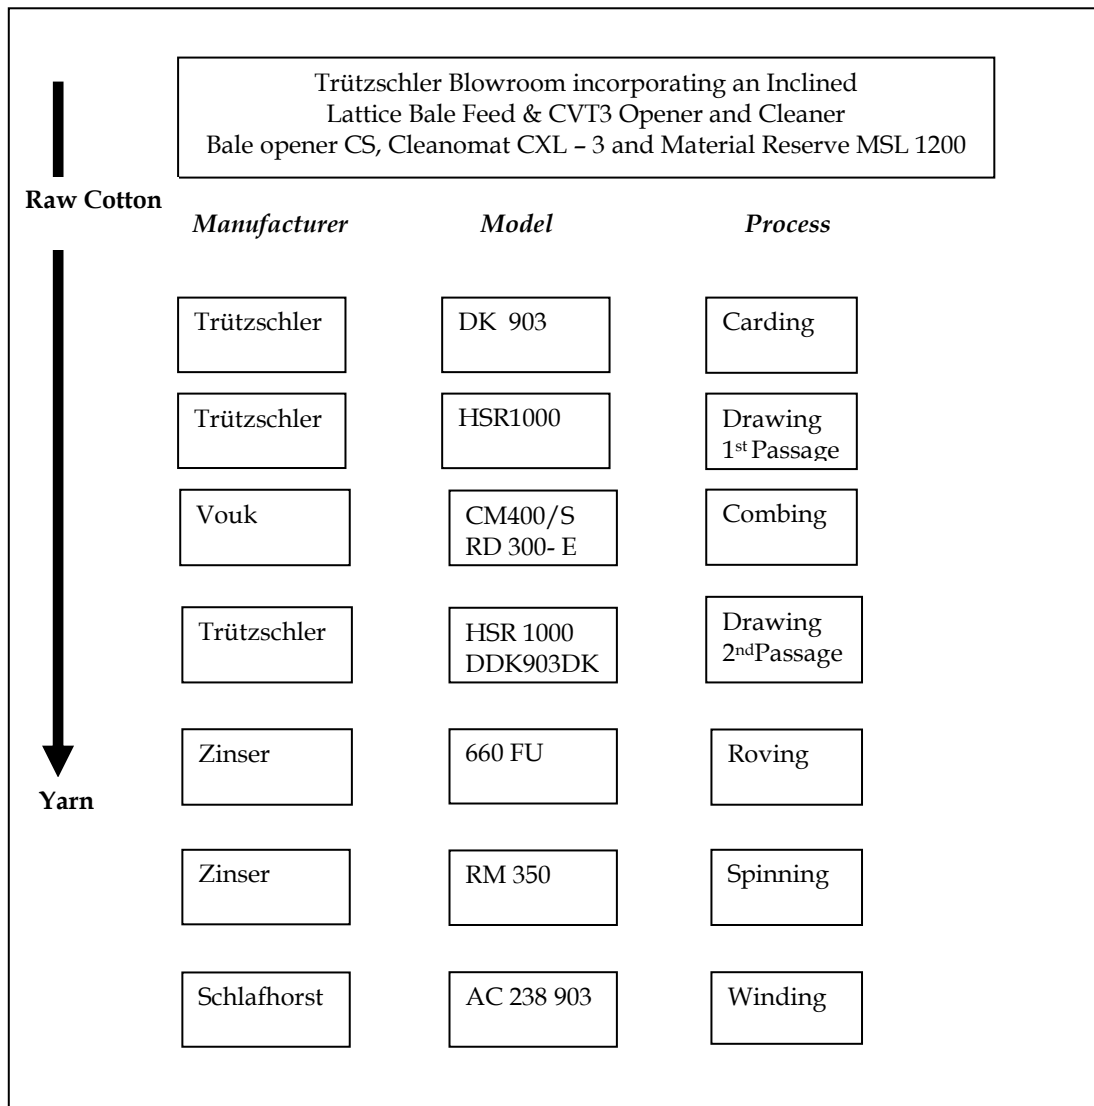 Trützschler Blowroom incorporating an Inclined
Lattice Bale Feed & CVT3 Opener and Cleaner
Bale opener CS, Cleanomat CXL – 3 and Material Reserve MSL 1200
Raw Cotton
Manufacturer Model Process
Trützschler DK 903 Carding
Trützschler HSR1000 Drawing
1st Passage
Vouk CM400/S Combing
RD 300- E
Trützschler HSR 1000 Drawing
DDK903DK 2ndPassage
Zinser 660 FU Roving
Yarn
Zinser RM 350 Spinning
Schlafhorst AC 238 903 Winding